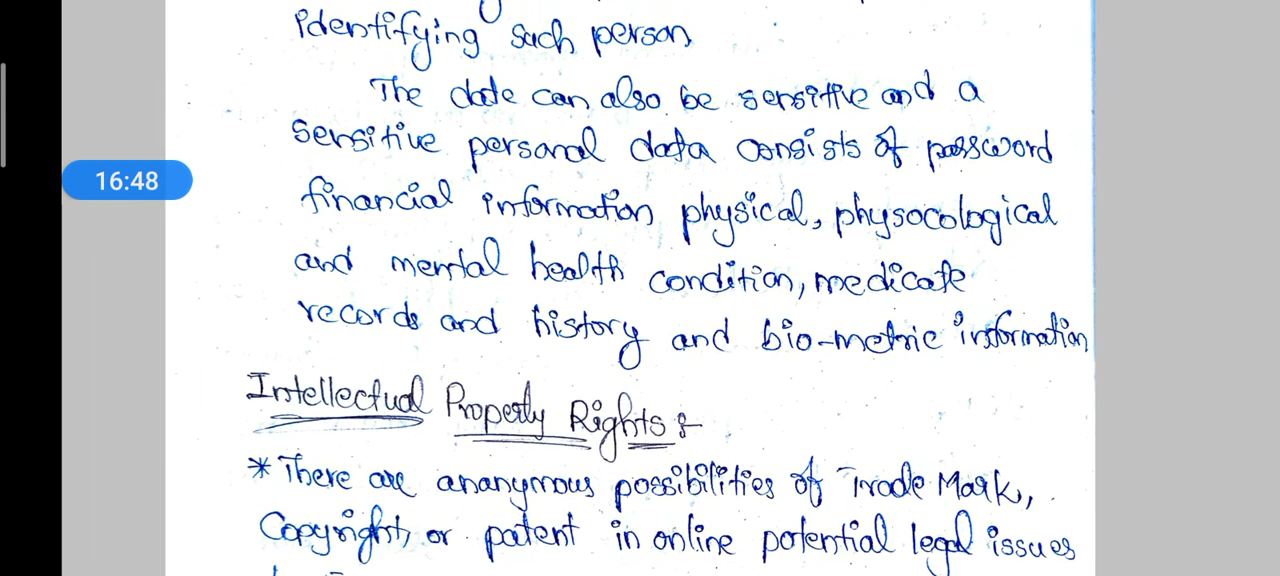 identifying such person
The date can also be sensitive and a
sensitive personal data consists of password
financial information physical, physocological
and mental health condition, medicate
records and history and bio-metric information
16:48
Intellectual Property Rights :-
* There are ananymous possibilities of Trade Mark,
Copyright, or patent in online potential legal issues